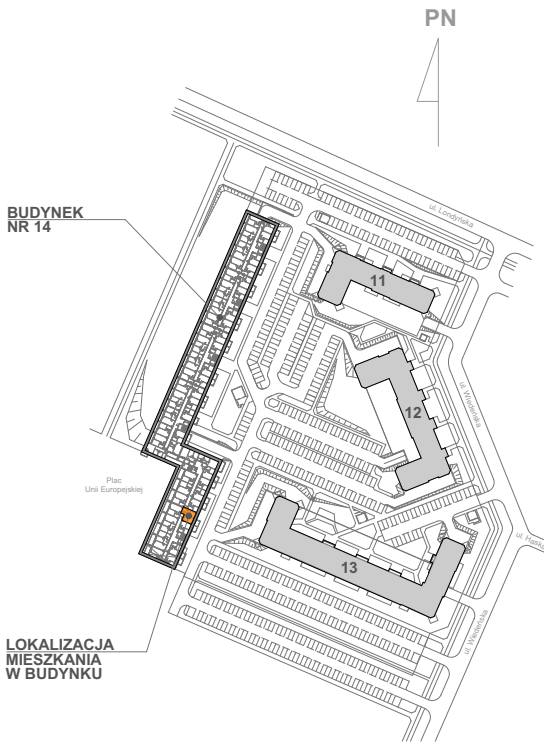 PN
ul. Londyńska
BUDYNEK
NR 14
11
12
ul. Wiedeńska
Plac
Unii Europejskiej
13
ul. Haska
ul. Wiedeńska
LOKALIZACJA
MIESZKANIA
W BUDYNKU